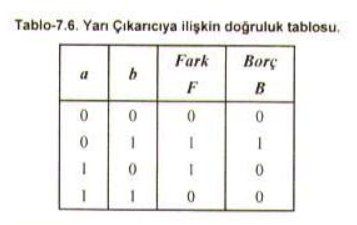 Tablo-7.6. Yarı Çıkarıcıya ilişkin doğruluk tablosu.
a b Fark F Borç B
0 0 0 0
0 1 1 1
1 0 1 0
1 1 0 0